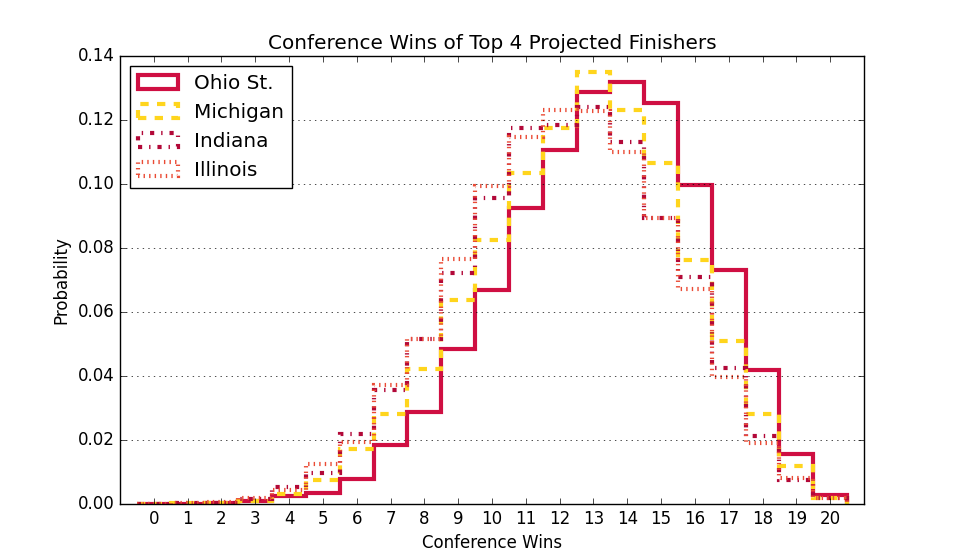 Conference Wins of Top 4 Projected Finishers
0.14
0.12
0.10
0.08
0.06
0.04
0.02
0.00
Probability
Ohio St.
Michigan
Indiana
Illinois
0 1 2 3 4 5 6 7 8 9 10 11 12 13 14 15 16 17 18 19 20
Conference Wins